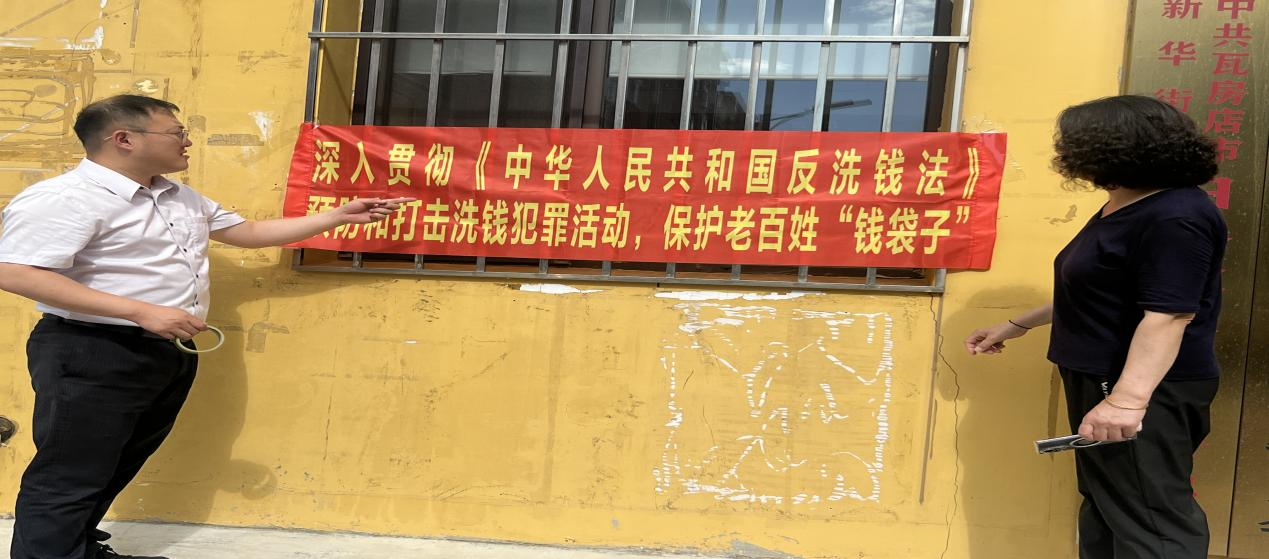 深入贯彻《中华人民共和国反洗钱法》
预防和打击洗钱犯罪活动，保护老百姓“钱袋子”
中共瓦房店市
新华街